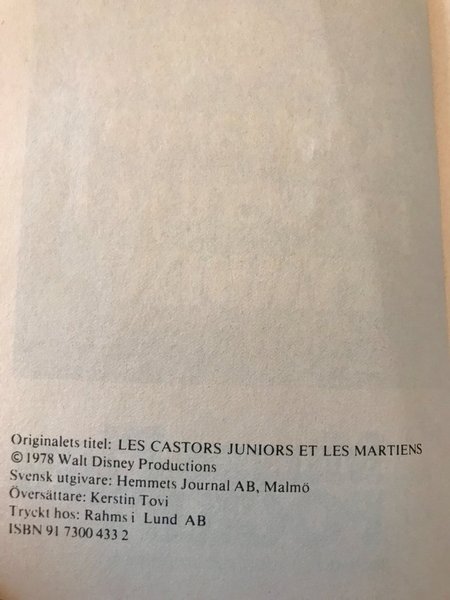 Originalets titel: LES CASTORS JUNIORS ET LES MARTIENS
© 1978 Walt Disney Productions
Svensk utgivare: Hemmets Journal AB, Malmö
Översättare: Kerstin Tovi
Tryckt hos: Rahms i Lund AB
ISBN 91 7300 433 2